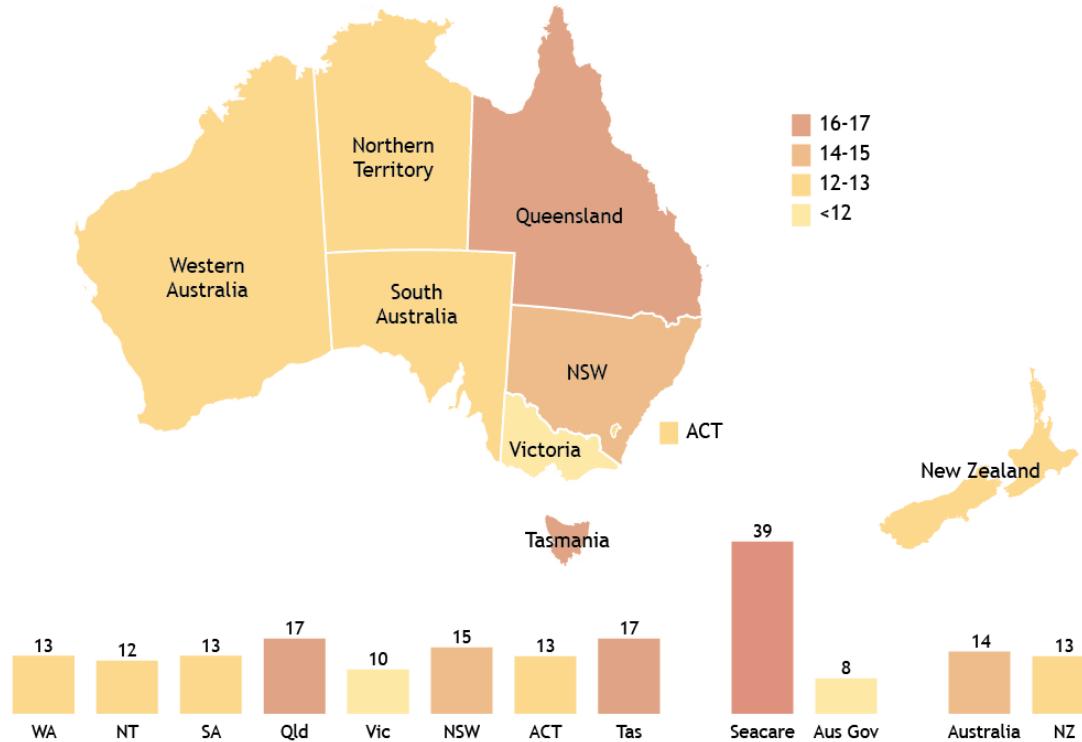 Northern
Territory
Queensland
Western
Australia
South
Australia
NSW
ACT
Victoria
Tasmania
New Zealand
16-17
14-15
12-13
<12
13
12
13
17
10
15
13
17
39
8
14
13
WA
NT
SA
Qld
Vic
NSW
ACT
Tas
Seacare
Aus Gov
Australia
NZ